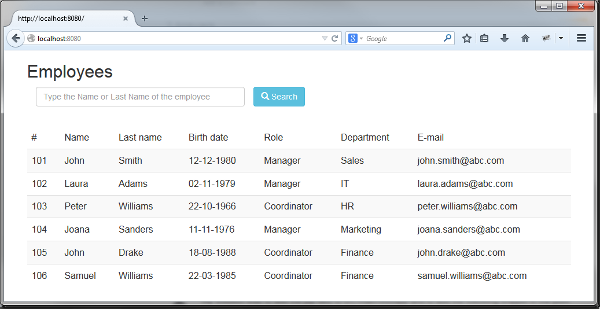 http://localhost:8080/
localhost:8080
Google
Employees
Type the Name or Last Name of the employee Search
# Name Last name Birth date Role Department E-mail
101 John Smith 12-12-1980 Manager Sales john.smith@abc.com
102 Laura Adams 02-11-1979 Manager IT laura.adams@abc.com
103 Peter Williams 22-10-1966 Coordinator HR peter.williams@abc.com
104 Joana Sanders 11-11-1976 Manager Marketing joana.sanders@abc.com
105 John Drake 18-08-1988 Coordinator Finance john.drake@abc.com
106 Samuel Williams 22-03-1985 Coordinator Finance samuel.williams@abc.com